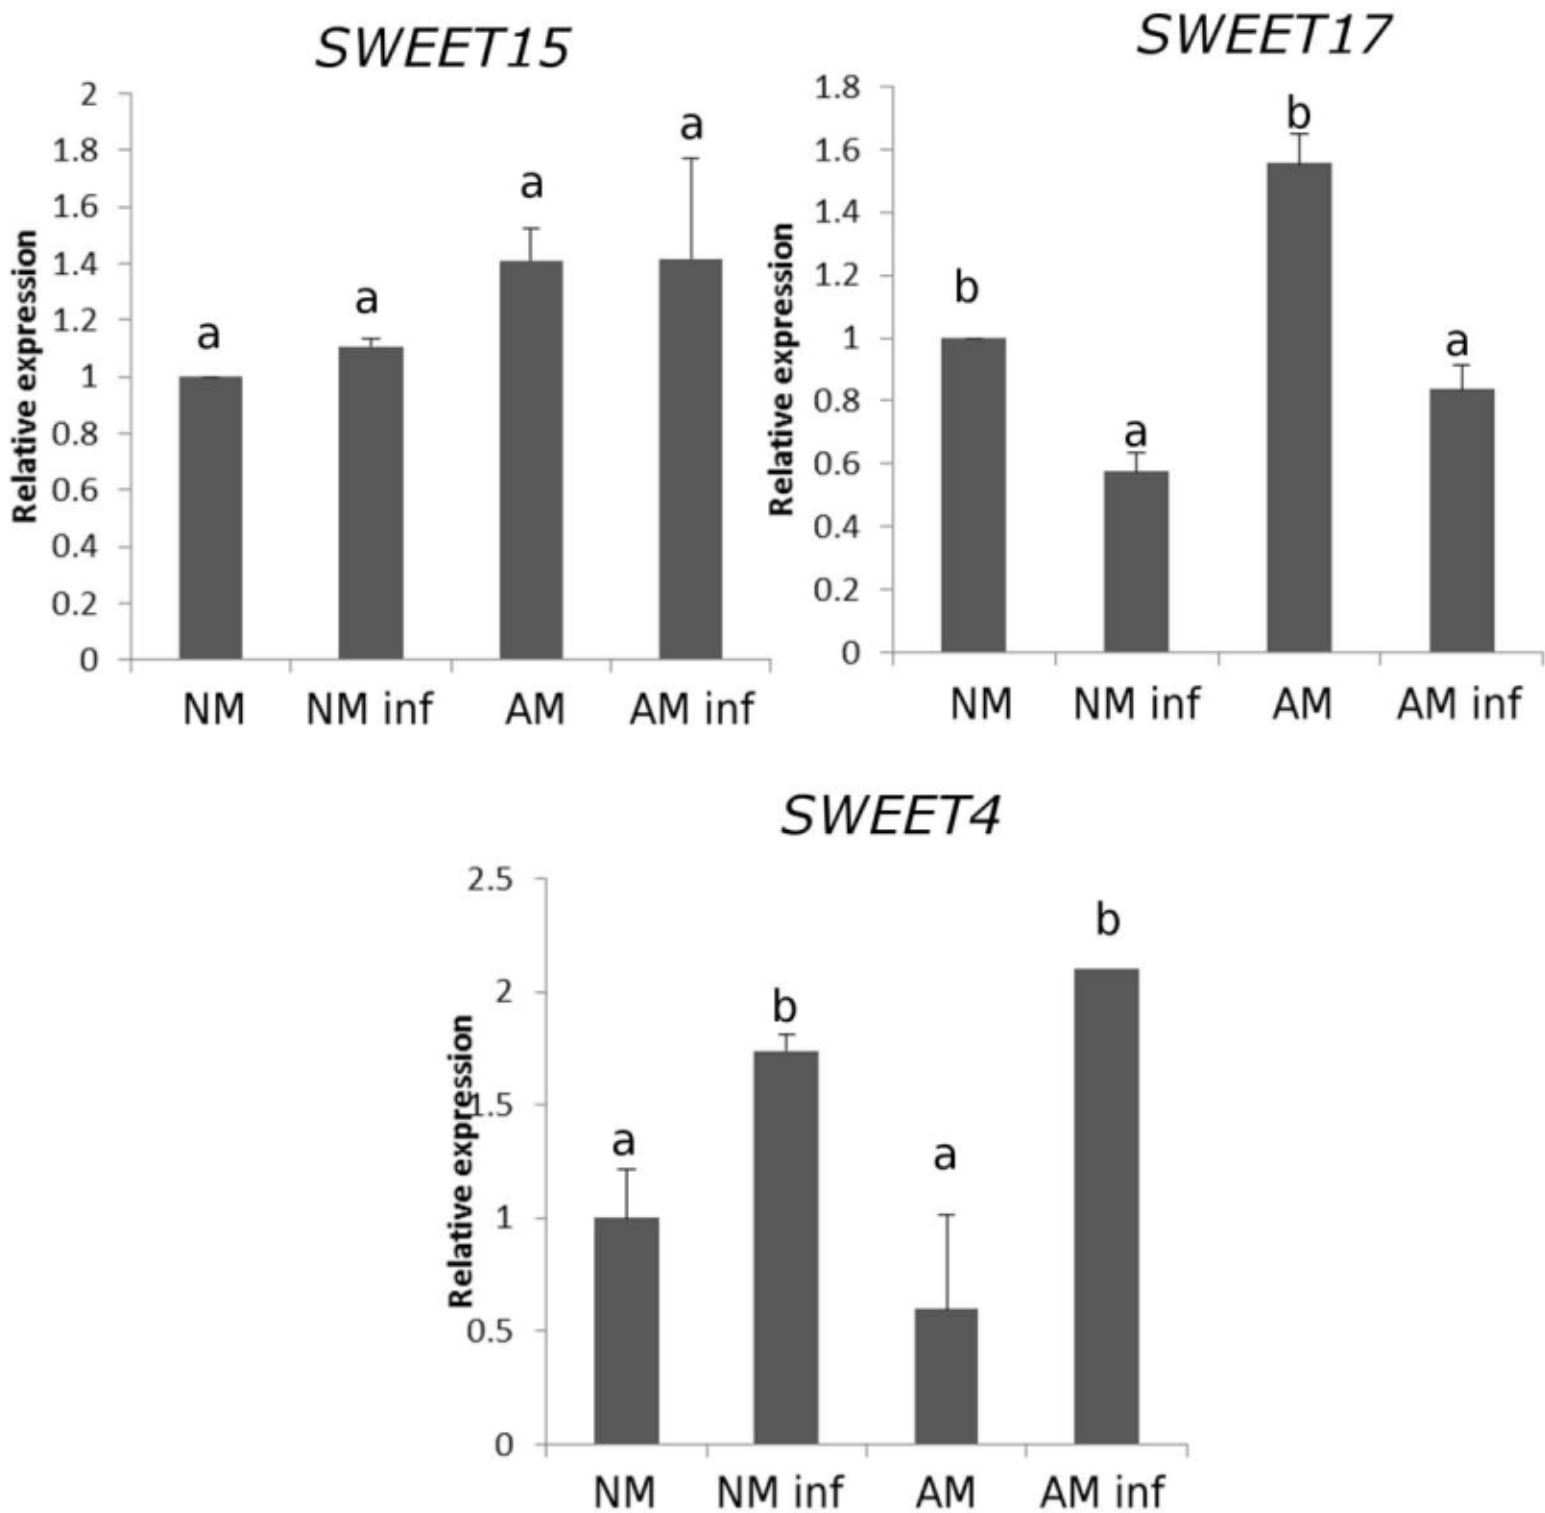 SWEET15
2
1.8
1.6
1.4
1.2
1
0.8
0.6
0.4
0.2
0
Relative expression
a
a
a
a
NM
NM inf
AM
AM inf
SWEET17
1.8
1.6
1.4
1.2
1
0.8
0.6
0.4
0.2
0
Relative expression
b
a
b
a
NM
NM inf
AM
AM inf
SWEET4
2.5
2
1.5
1
0.5
0
Relative expression
a
b
a
b
NM
NM inf
AM
AM inf